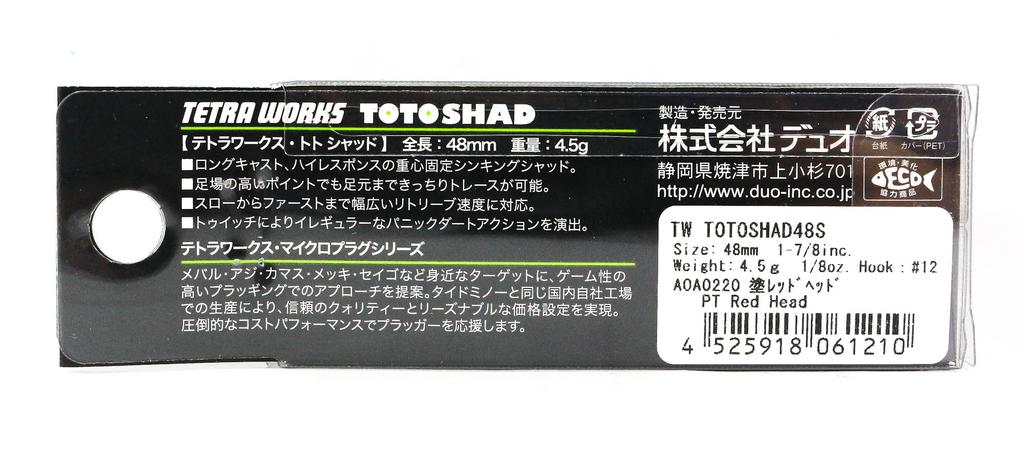 TETRA WORKS TOTOSHAD
【テトラワークス・トト シャッド】 全長:48mm 重量:4.5g
■ロングキャスト、ハイレスポンスの重心固定シンキングシャッド。
■足場の高いポイントでも足元まできっちりトレースが可能。
■スローからファーストまで幅広いリトリーブ速度に対応。
■トゥイッチによりイレギュラーなパニックダートアクションを演出。
テトラワークス・マイクロプラグシリーズ
メバル・アジ・カマス・メッキ・セイゴなど身近なターゲットに、ゲーム性の
高いプラッギングでのアプローチを提案。タイドミノーと同じ国内自社工場
での生産により、信頼のクォリティーとリーズナブルな価格設定を実現。
圧倒的なコストパフォーマンスでプラッガーを応援します。
製造・発売元
株式会社 デュオ
静岡県焼津市上小杉701
http://www.duo-inc.co.jp
紙
台紙
プラ
カバー(PET)
環境・美化
DECO
協力商品
TW TOTOSHAD48S
Size: 48mm 1-7/8inc.
Weight: 4.5g 1/8oz. Hook : #12
AOA0220 塗レッドヘッド
PT Red Head
4 525918 061210